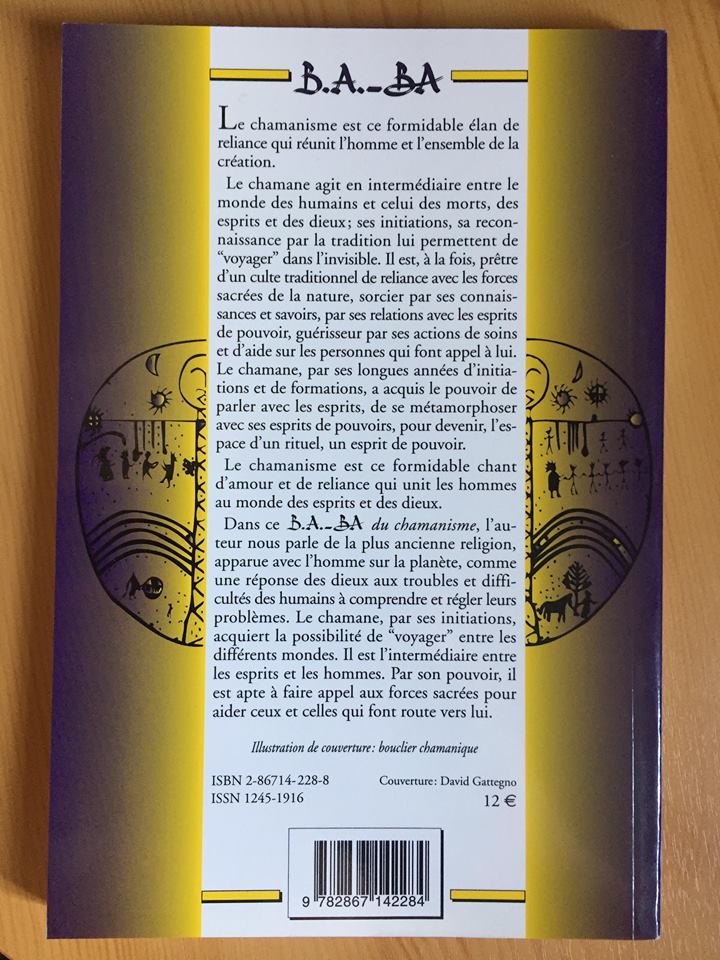 B.A.-BA
Le chamanisme est ce formidable élan de
reliance qui réunit l'homme et l'ensemble de la
création.
Le chamane agit en intermédiaire entre le
monde des humains et celui des morts, des
esprits et des dieux ; ses initiations, sa recon-
naissance par la tradition lui permettent de
“voyager” dans l'invisible. Il est, à la fois, prêtre
d'un culte traditionnel de reliance avec les forces
sacrées de la nature, sorcier par ses connais-
sances et savoirs, par ses relations avec les esprits
de pouvoir, guérisseur par ses actions de soins
et d'aide sur les personnes qui font appel à lui.
Le chamane, par ses longues années d'initia-
tions et de formations, a acquis le pouvoir de
parler avec les esprits, de se métamorphoser
avec ses esprits de pouvoirs, pour devenir, l'es-
pace d'un rituel, un esprit de pouvoir.
Le chamanisme est ce formidable chant
d'amour et de reliance qui unit les hommes
au monde des esprits et des dieux.
Dans ce B.A.-BA du chamanisme, l'au-
teur nous parle de la plus ancienne religion,
apparue avec l'homme sur la planète, comme
une réponse des dieux aux troubles et diffi-
cultés des humains à comprendre et régler leurs
problèmes. Le chamane, par ses initiations,
acquiert la possibilité de “voyager” entre les
différents mondes. Il est l'intermédiaire entre
les esprits et les hommes. Par son pouvoir, il
est apte à faire appel aux forces sacrées pour
aider ceux et celles qui font route vers lui.
Illustration de couverture : bouclier chamanique
ISBN 2-86714-228-8 Couverture : David Gattegno
ISSN 1245-1916 12 €
9 782867 142284